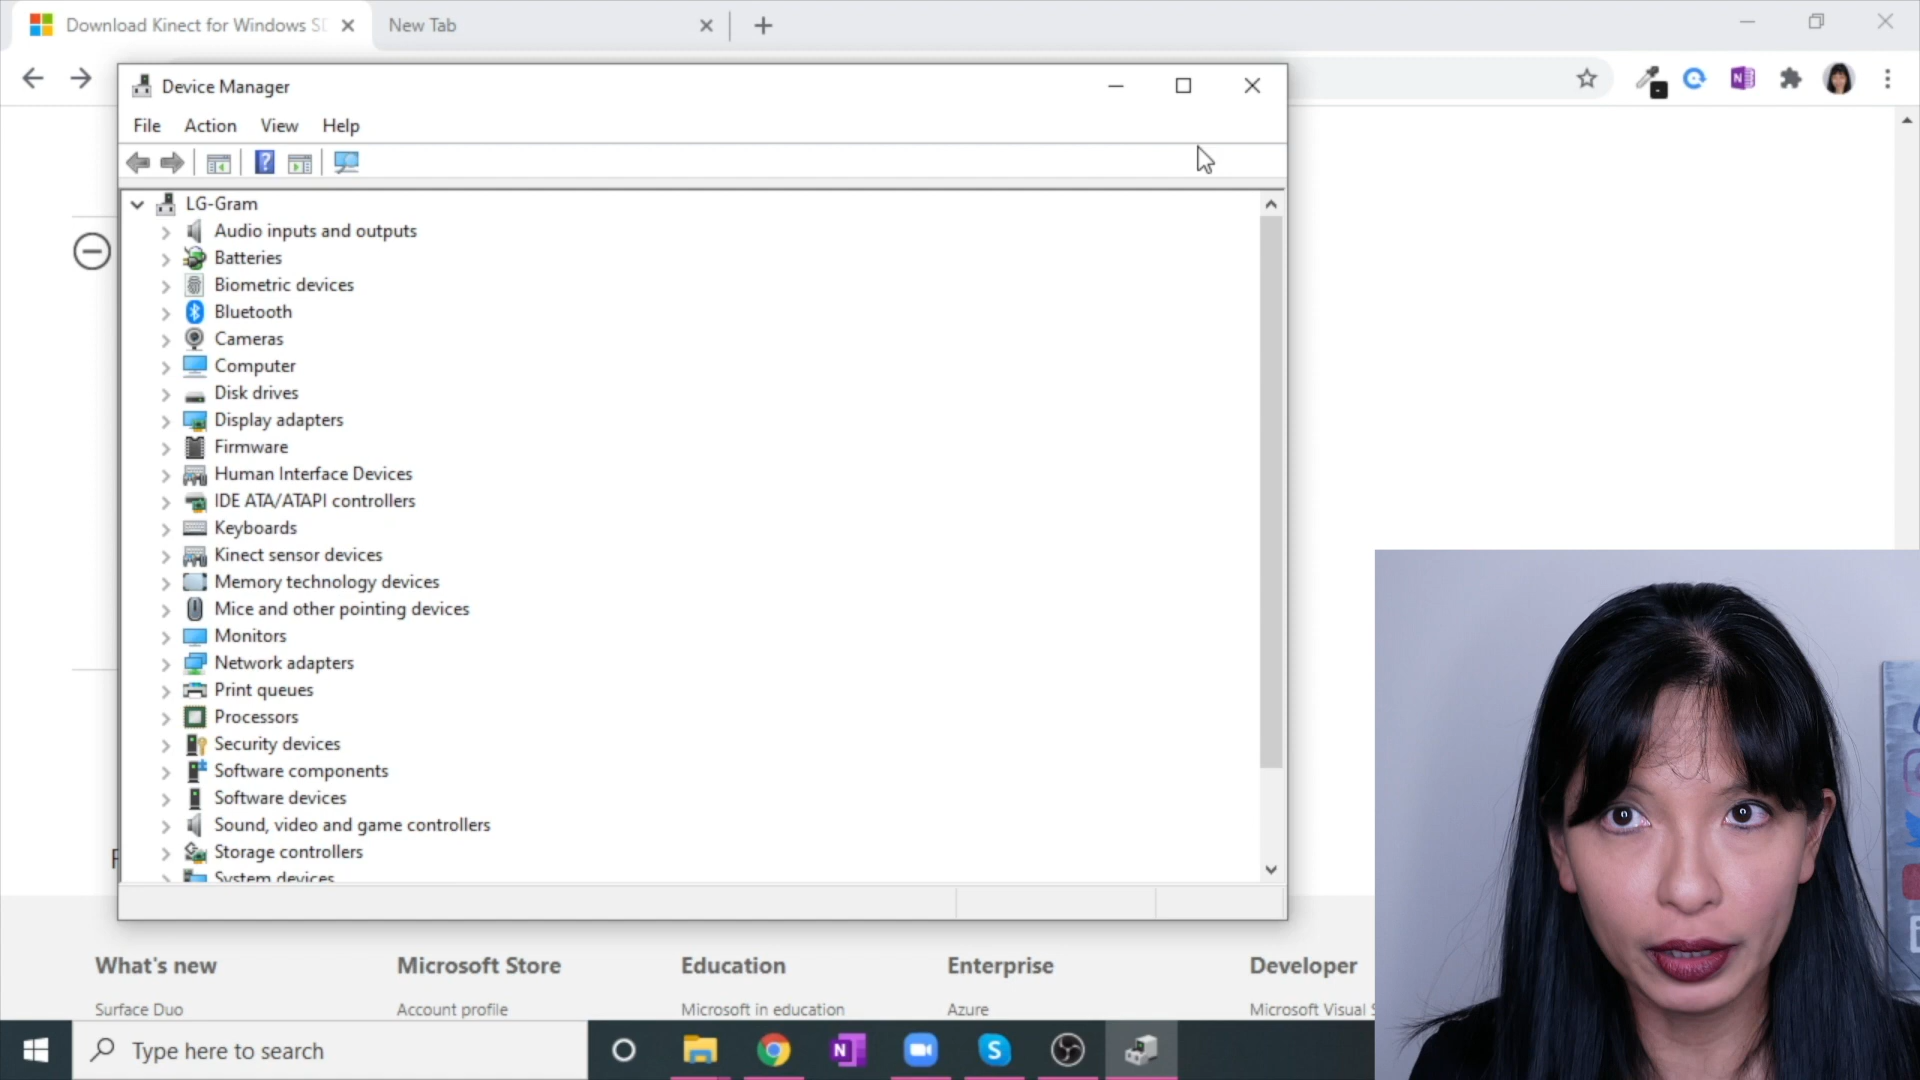 Download Kinect for Windows SD
New Tab
Device Manager
File Action View Help
LG-Gram
Audio inputs and outputs
Batteries
Biometric devices
Bluetooth
Cameras
Computer
Disk drives
Display adapters
Firmware
Human Interface Devices
IDE ATA/ATAPI controllers
Keyboards
Kinect sensor devices
Memory technology devices
Mice and other pointing devices
Monitors
Network adapters
Print queues
Processors
Security devices
Software components
Software devices
Sound, video and game controllers
Storage controllers
System devices
What's new Microsoft Store Education Enterprise Developer
Surface Duo Account profile Microsoft in education Azure Microsoft Visual S
Type here to search